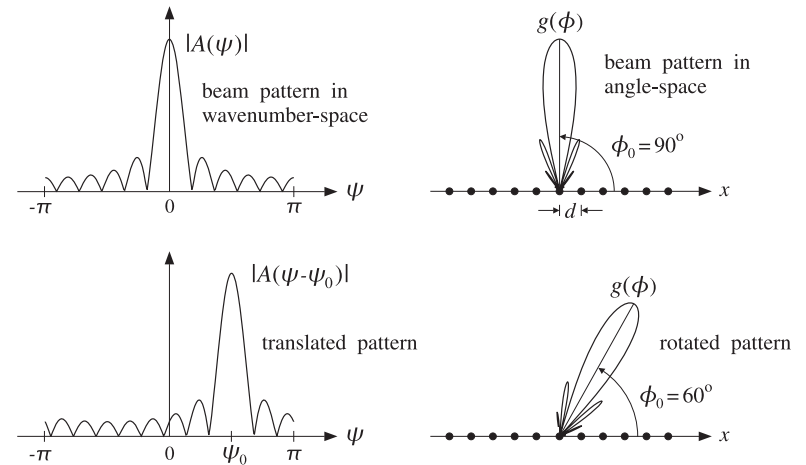 |A(ψ)|
beam pattern in
wavenumber-space
-π
0
π
ψ
g(ϕ)
beam pattern in
angle-space
ϕ₀ = 90°
x
d
|A(ψ-ψ₀)|
translated pattern
-π
0
ψ₀
π
ψ
g(ϕ)
rotated pattern
ϕ₀ = 60°
x